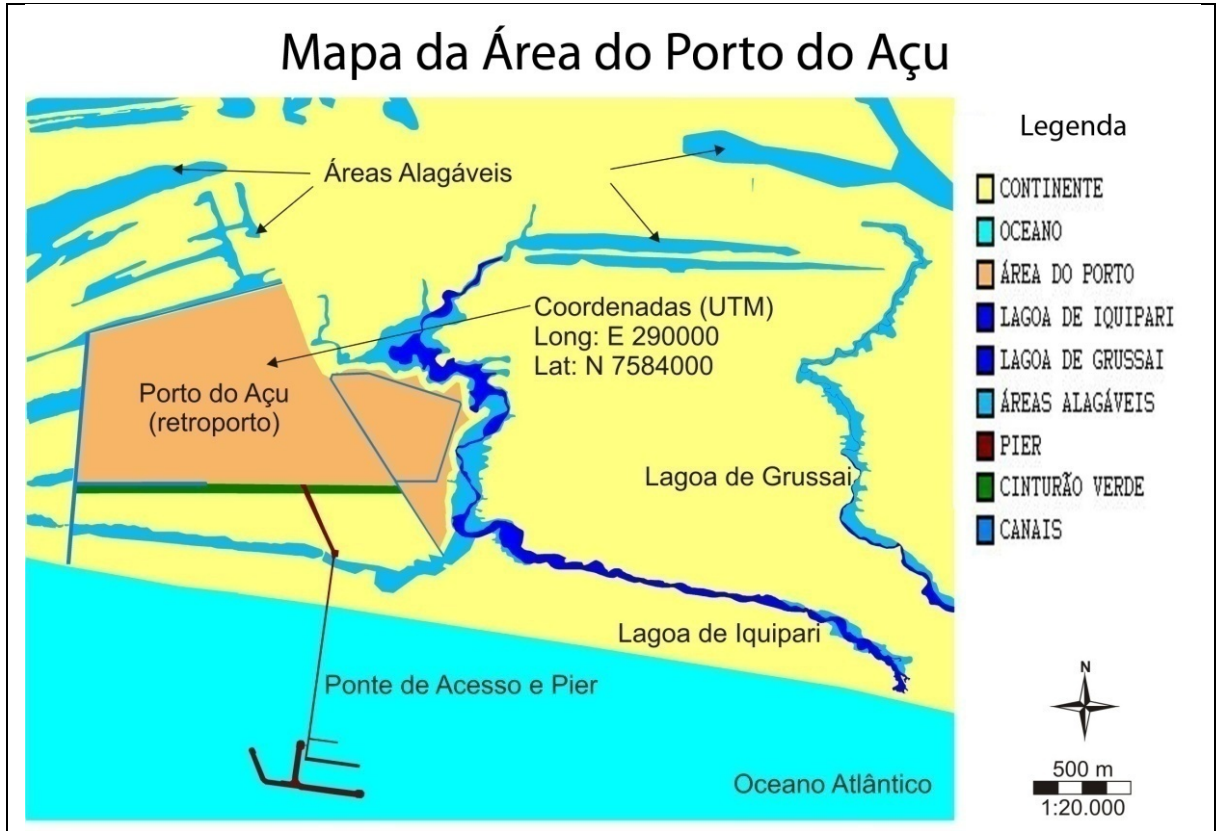 Mapa da Área do Porto do Açu
Áreas Alagáveis
Coordenadas (UTM)
Long: E 290000
Lat: N 7584000
Porto do Açu
(retroporto)
Lagoa de Grussai
Lagoa de Iquipari
Ponte de Acesso e Pier
Oceano Atlântico
Legenda
CONTINENTE
OCEANO
ÁREA DO PORTO
LAGOA DE IQUIPARI
LAGOA DE GRUSSAI
ÁREAS ALAGÁVEIS
PIER
CINTURÃO VERDE
CANAIS
N
500 m
1:20.000